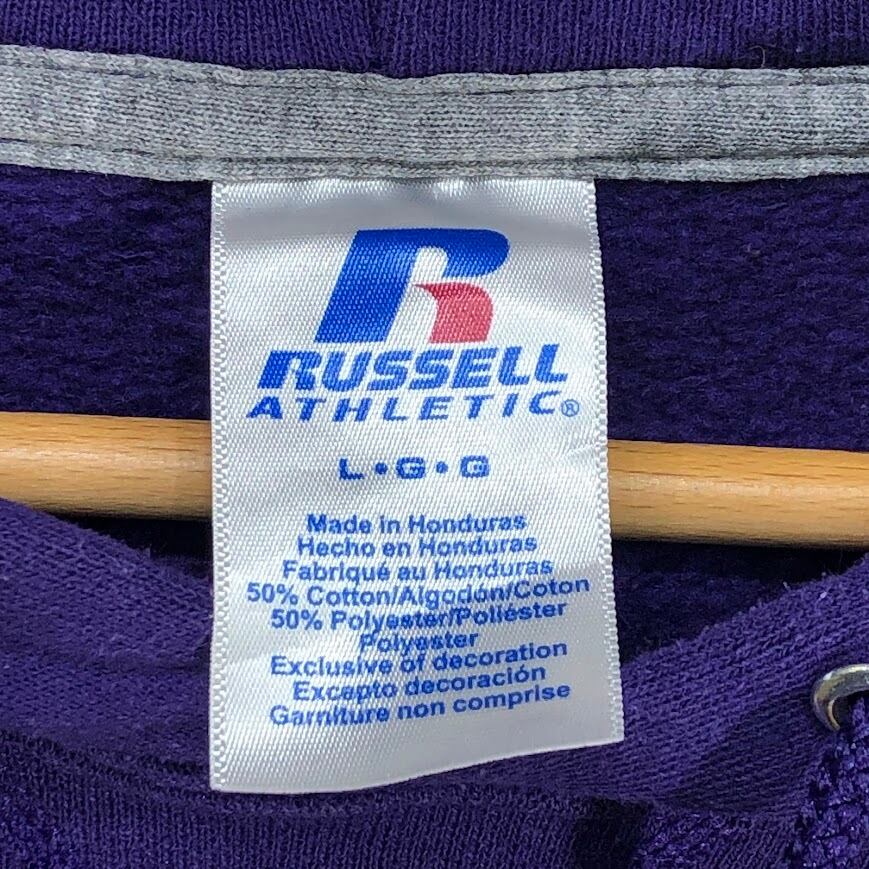 RUSSELL
ATHLETIC®
L•G•G
Made in Honduras
Hecho en Honduras
Fabriqué au Honduras
50% Cotton/Algodón/Coton
50% Polyester/Poliéster
Polyester
Exclusive of decoration
Excepto decoración
Garniture non comprise